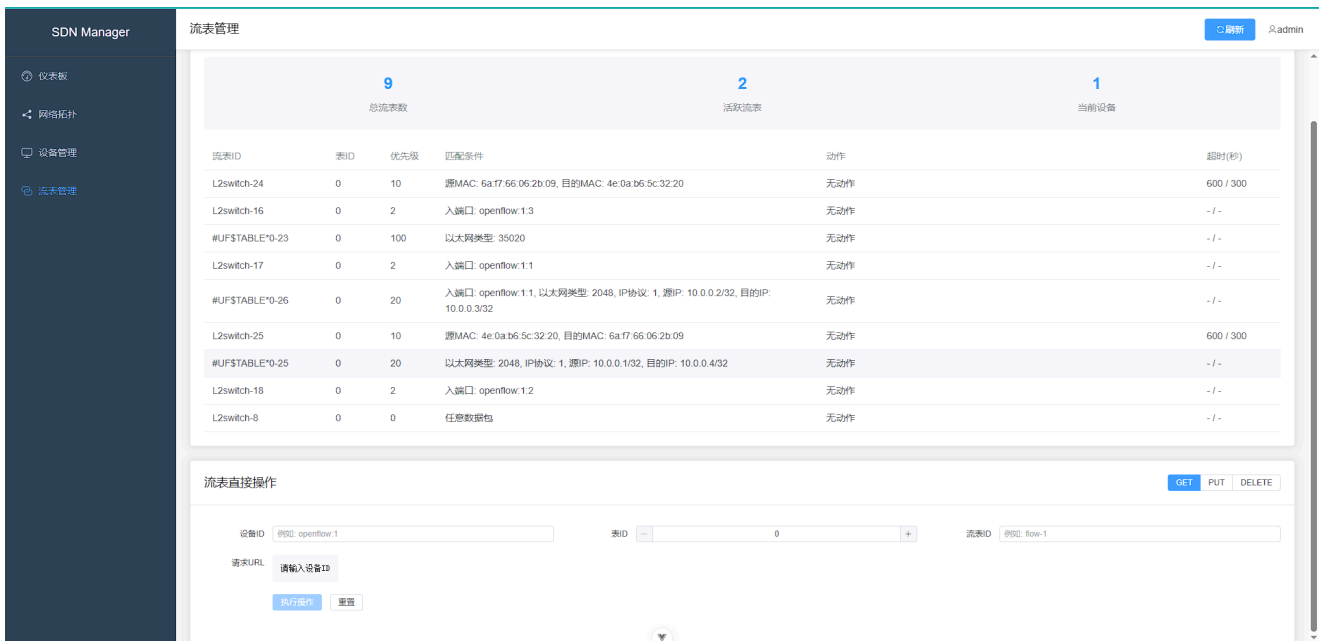 SDN Manager
流表管理
刷新
admin
仪表板
网络拓扑
设备管理
流表管理
9
2
1
总流表数
活跃流表
当前设备
流表ID 表ID 优先级 匹配条件 动作 超时(秒)
L2switch-24 0 10 源MAC: 6a:f7:66:06:2b:09, 目的MAC: 4e:0a:b6:5c:32:20 无动作 600 / 300
L2switch-16 0 2 入端口: openflow:1:3 无动作 - / -
#UF$TABLE*0-23 0 100 以太网类型: 35020 无动作 - / -
L2switch-17 0 2 入端口: openflow:1:1 无动作 - / -
#UF$TABLE*0-26 0 20 入端口: openflow:1:1, 以太网类型: 2048, IP协议: 1, 源IP: 10.0.0.2/32, 目的IP: 无动作 - / -
10.0.0.3/32
L2switch-25 0 10 源MAC: 4e:0a:b6:5c:32:20, 目的MAC: 6a:f7:66:06:2b:09 无动作 600 / 300
#UF$TABLE*0-25 0 20 以太网类型: 2048, IP协议: 1, 源IP: 10.0.0.1/32, 目的IP: 10.0.0.4/32 无动作 - / -
L2switch-18 0 2 入端口: openflow:1:2 无动作 - / -
L2switch-8 0 0 任意数据包 无动作 - / -
流表直接操作
GET PUT DELETE
设备ID 例如: openflow:1 表ID - 0 + 流表ID 例如: flow-1
请求URL 请输入设备ID
执行操作 重置